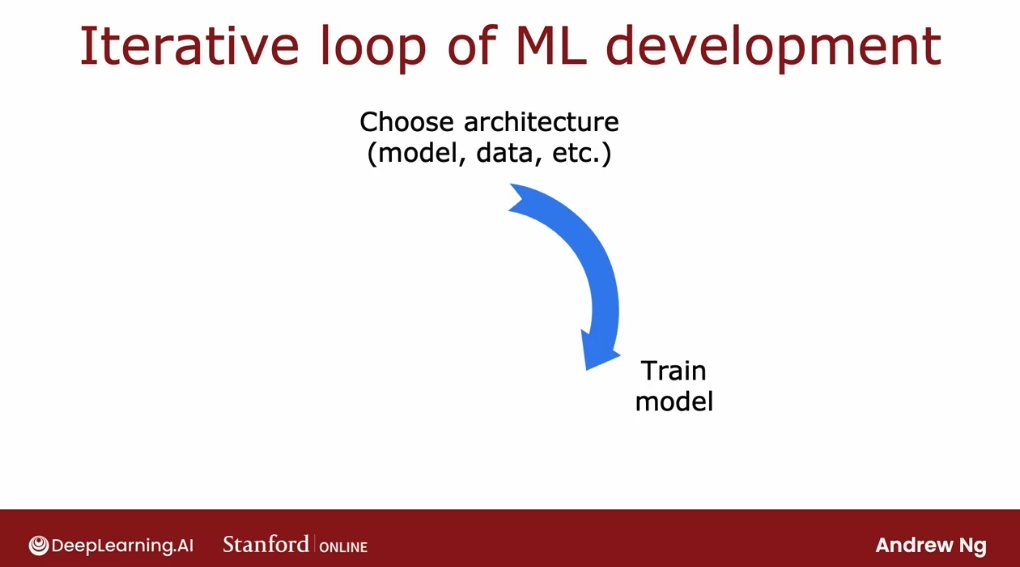 Iterative loop of ML development
Choose architecture
(model, data, etc.)
Train
model
DeepLearning.AI
Stanford | ONLINE
Andrew Ng